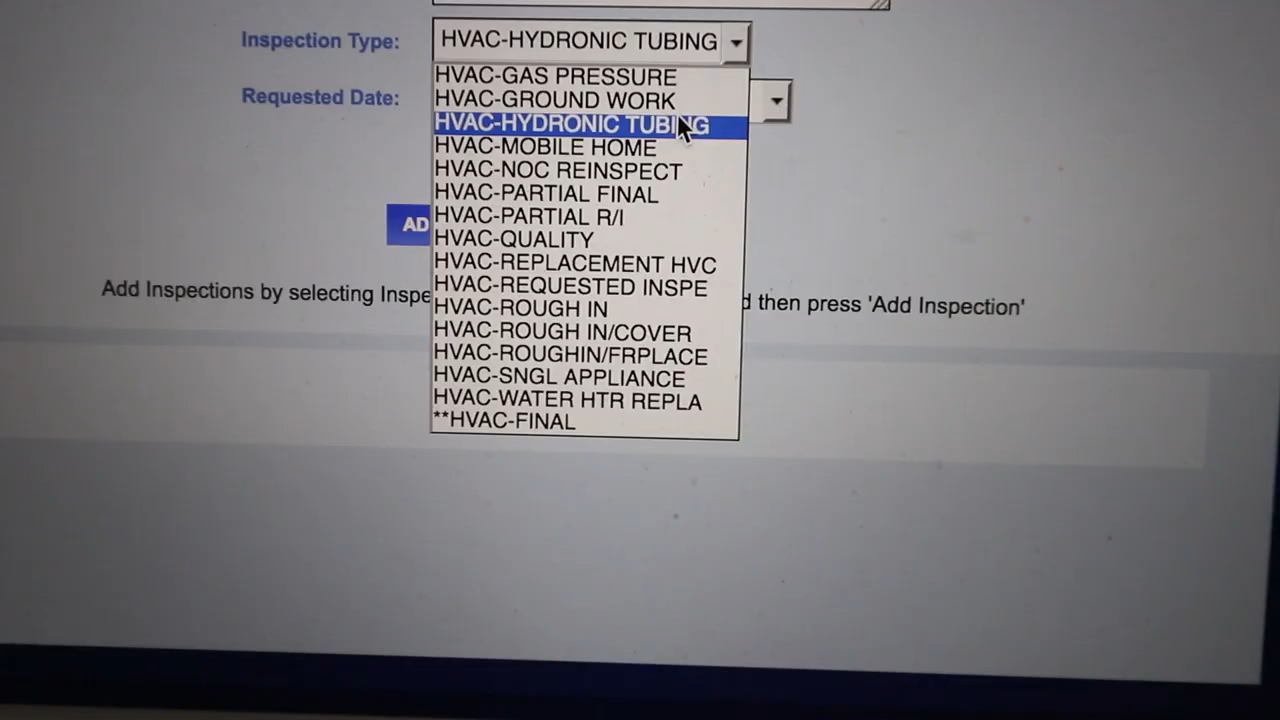 Inspection Type: HVAC-HYDRONIC TUBING
HVAC-GAS PRESSURE
Requested Date:
HVAC-GROUND WORK
HVAC-HYDRONIC TUBING
HVAC-MOBILE HOME
HVAC-NOC REINSPECT
HVAC-PARTIAL FINAL
HVAC-PARTIAL R/I
AD
HVAC-QUALITY
HVAC-REPLACEMENT HVC
HVAC-REQUESTED INSPE
Add Inspections by selecting Inspe d then press 'Add Inspection'
HVAC-ROUGH IN
HVAC-ROUGH IN/COVER
HVAC-ROUGHIN/FRPLACE
HVAC-SNGL APPLIANCE
HVAC-WATER HTR REPLA
**HVAC-FINAL